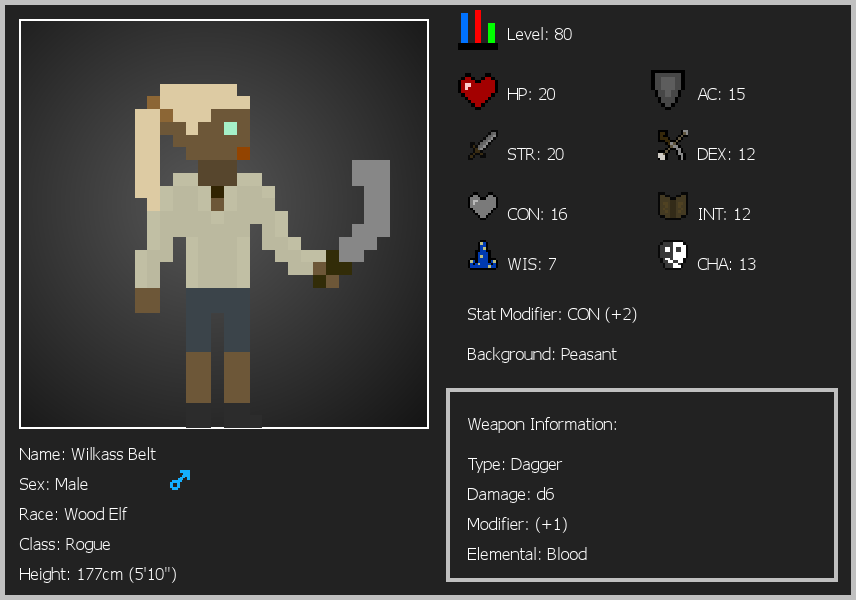 Level: 80
HP: 20
AC: 15
STR: 20
DEX: 12
CON: 16
INT: 12
WIS: 7
CHA: 13
Stat Modifier: CON (+2)
Background: Peasant
Weapon Information:
Type: Dagger
Damage: d6
Modifier: (+1)
Elemental: Blood
Name: Wilkass Belt
Sex: Male
Race: Wood Elf
Class: Rogue
Height: 177cm (5'10")